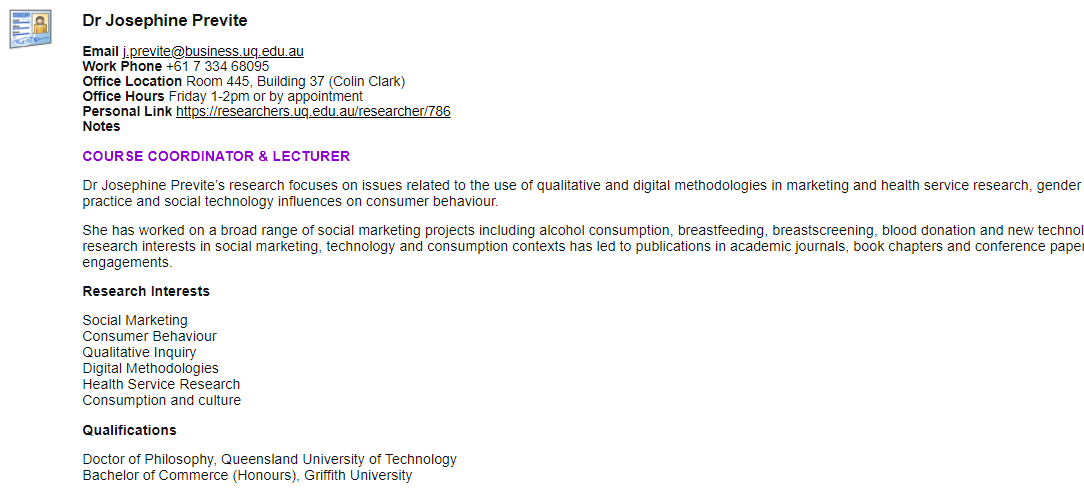 Dr Josephine Previte
Email j.previte@business.uq.edu.au
Work Phone +61 7 334 68095
Office Location Room 445, Building 37 (Colin Clark)
Office Hours Friday 1-2pm or by appointment
Personal Link https://researchers.uq.edu.au/researcher/786
Notes
COURSE COORDINATOR & LECTURER
Dr Josephine Previte’s research focuses on issues related to the use of qualitative and digital methodologies in marketing and health service research, gender
practice and social technology influences on consumer behaviour.
She has worked on a broad range of social marketing projects including alcohol consumption, breastfeeding, breastscreening, blood donation and new technol
research interests in social marketing, technology and consumption contexts has led to publications in academic journals, book chapters and conference paper
engagements.
Research Interests
Social Marketing
Consumer Behaviour
Qualitative Inquiry
Digital Methodologies
Health Service Research
Consumption and culture
Qualifications
Doctor of Philosophy, Queensland University of Technology
Bachelor of Commerce (Honours), Griffith University